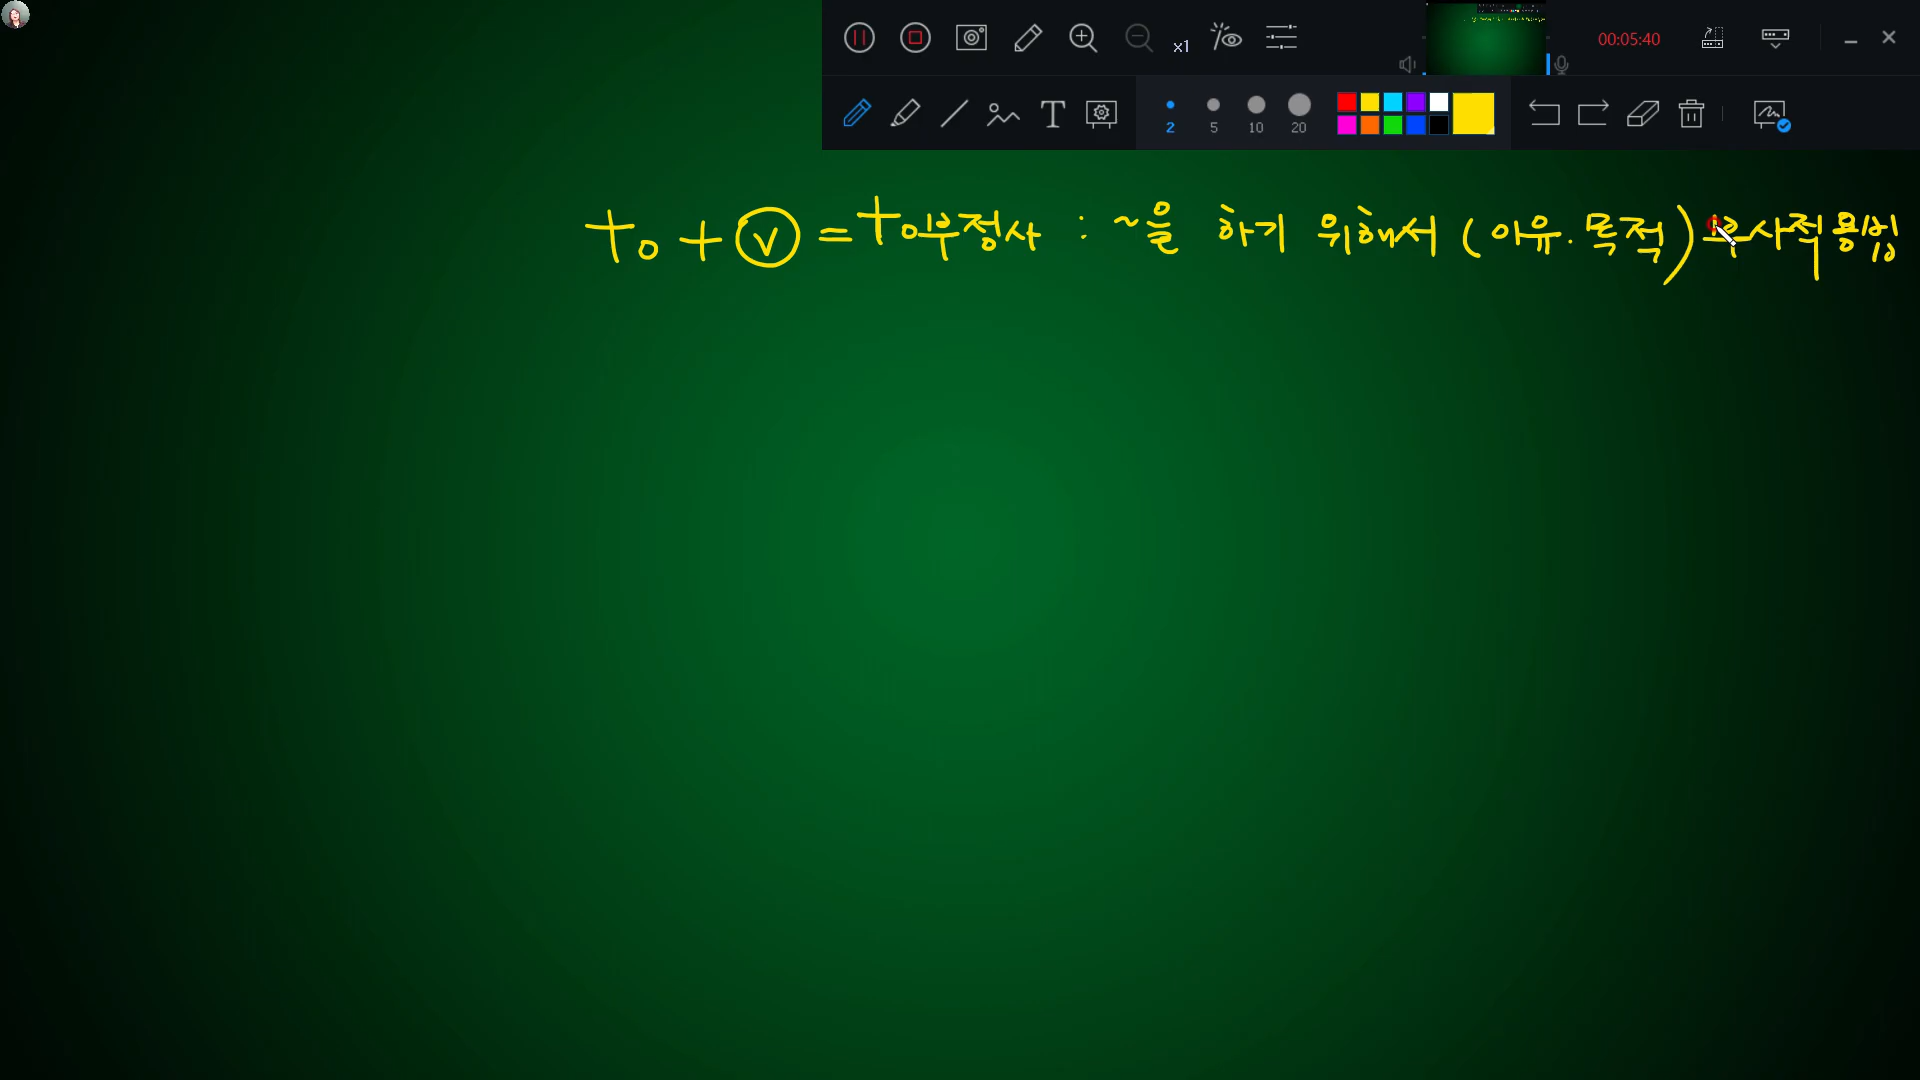 x1
00:05:40
2 5 10 20
to + ⓥ = to부정사 : ~을 하기 위해서 (이유.목적) 부사적용법